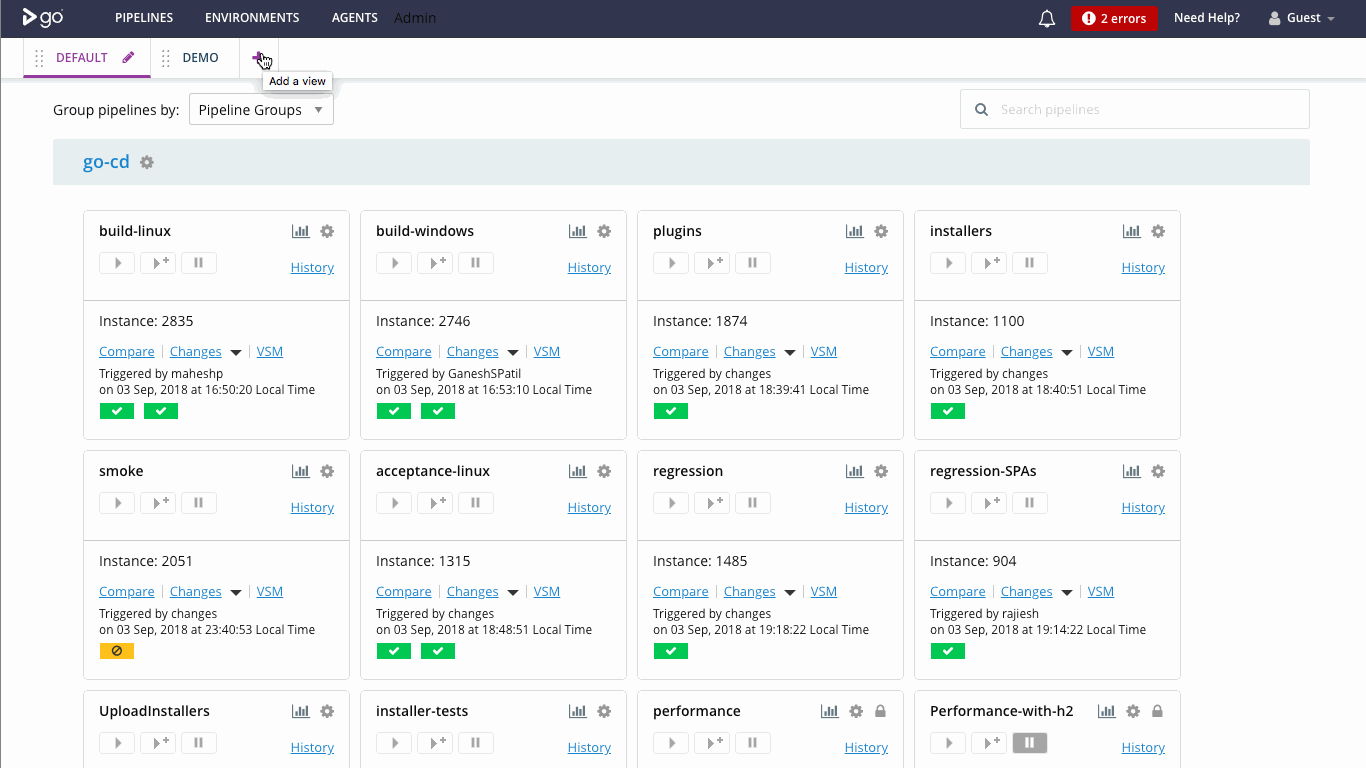 go PIPELINES ENVIRONMENTS AGENTS Admin 2 errors Need Help? Guest
DEFAULT DEMO
Add a view
Group pipelines by: Pipeline Groups Search pipelines
go-cd
build-linux build-windows plugins installers
History History History History
Instance: 2835 Instance: 2746 Instance: 1874 Instance: 1100
Compare Changes VSM Compare Changes VSM Compare Changes VSM Compare Changes VSM
Triggered by maheshp Triggered by GaneshSPatil Triggered by changes Triggered by changes
on 03 Sep, 2018 at 16:50:20 Local Time on 03 Sep, 2018 at 16:53:10 Local Time on 03 Sep, 2018 at 18:39:41 Local Time on 03 Sep, 2018 at 18:40:51 Local Time
smoke acceptance-linux regression regression-SPAs
History History History History
Instance: 2051 Instance: 1315 Instance: 1485 Instance: 904
Compare Changes VSM Compare Changes VSM Compare Changes VSM Compare Changes VSM
Triggered by changes Triggered by changes Triggered by changes Triggered by rajiesh
on 03 Sep, 2018 at 23:40:53 Local Time on 03 Sep, 2018 at 18:48:51 Local Time on 03 Sep, 2018 at 19:18:22 Local Time on 03 Sep, 2018 at 19:14:22 Local Time
UploadInstallers installer-tests performance Performance-with-h2
History History History History